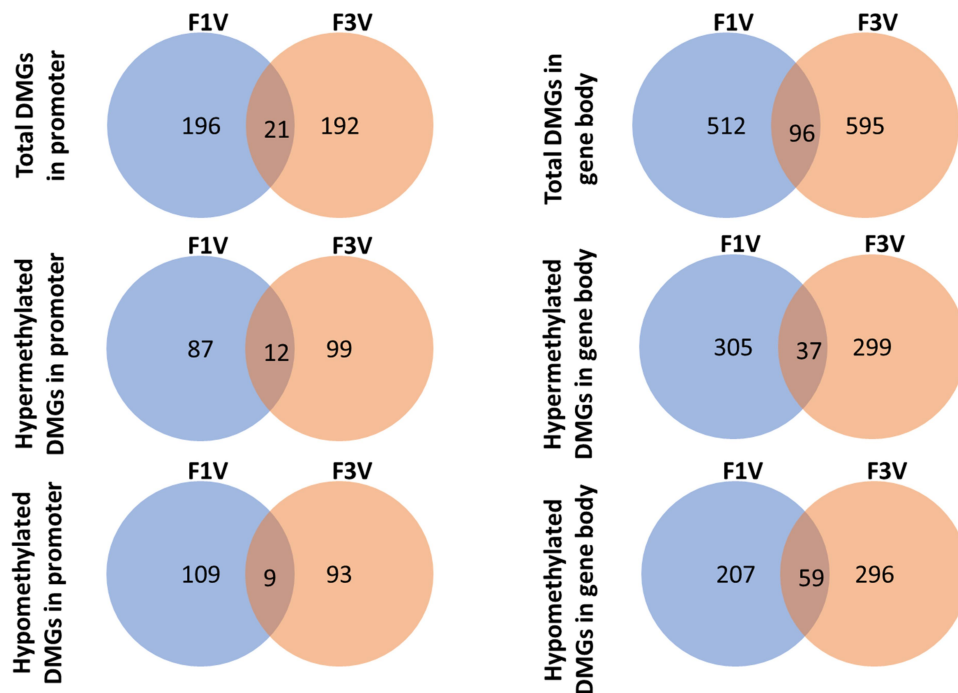 F1V F3V
Total DMGs
in promoter
196 21 192
F1V F3V
Total DMGs in
gene body
512 96 595
F1V F3V
Hypermethylated
DMGs in promoter
87 12 99
F1V F3V
Hypermethylated
DMGs in gene body
305 37 299
F1V F3V
Hypomethylated
DMGs in promoter
109 9 93
F1V F3V
Hypomethylated
DMGs in gene body
207 59 296